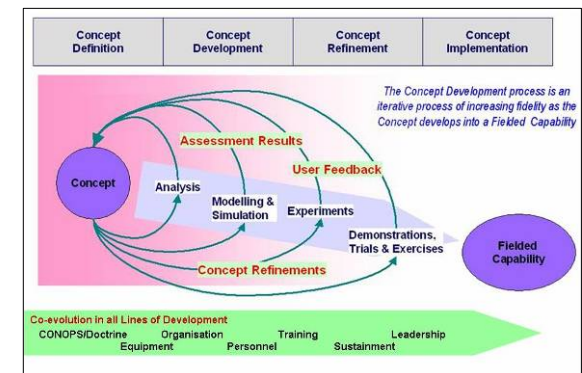 Concept
Definition
Concept
Development
Concept
Refinement
Concept
Implementation
The Concept Development process is an
iterative process of increasing fidelity as the
Concept develops into a Fielded Capability
Assessment Results
User Feedback
Concept
Analysis
Modelling &
Simulation
Experiments
Demonstrations,
Trials & Exercises
Fielded
Capability
Concept Refinements
Co-evolution in all Lines of Development
CONOPS/Doctrine Organisation Training Leadership
Equipment Personnel Sustainment